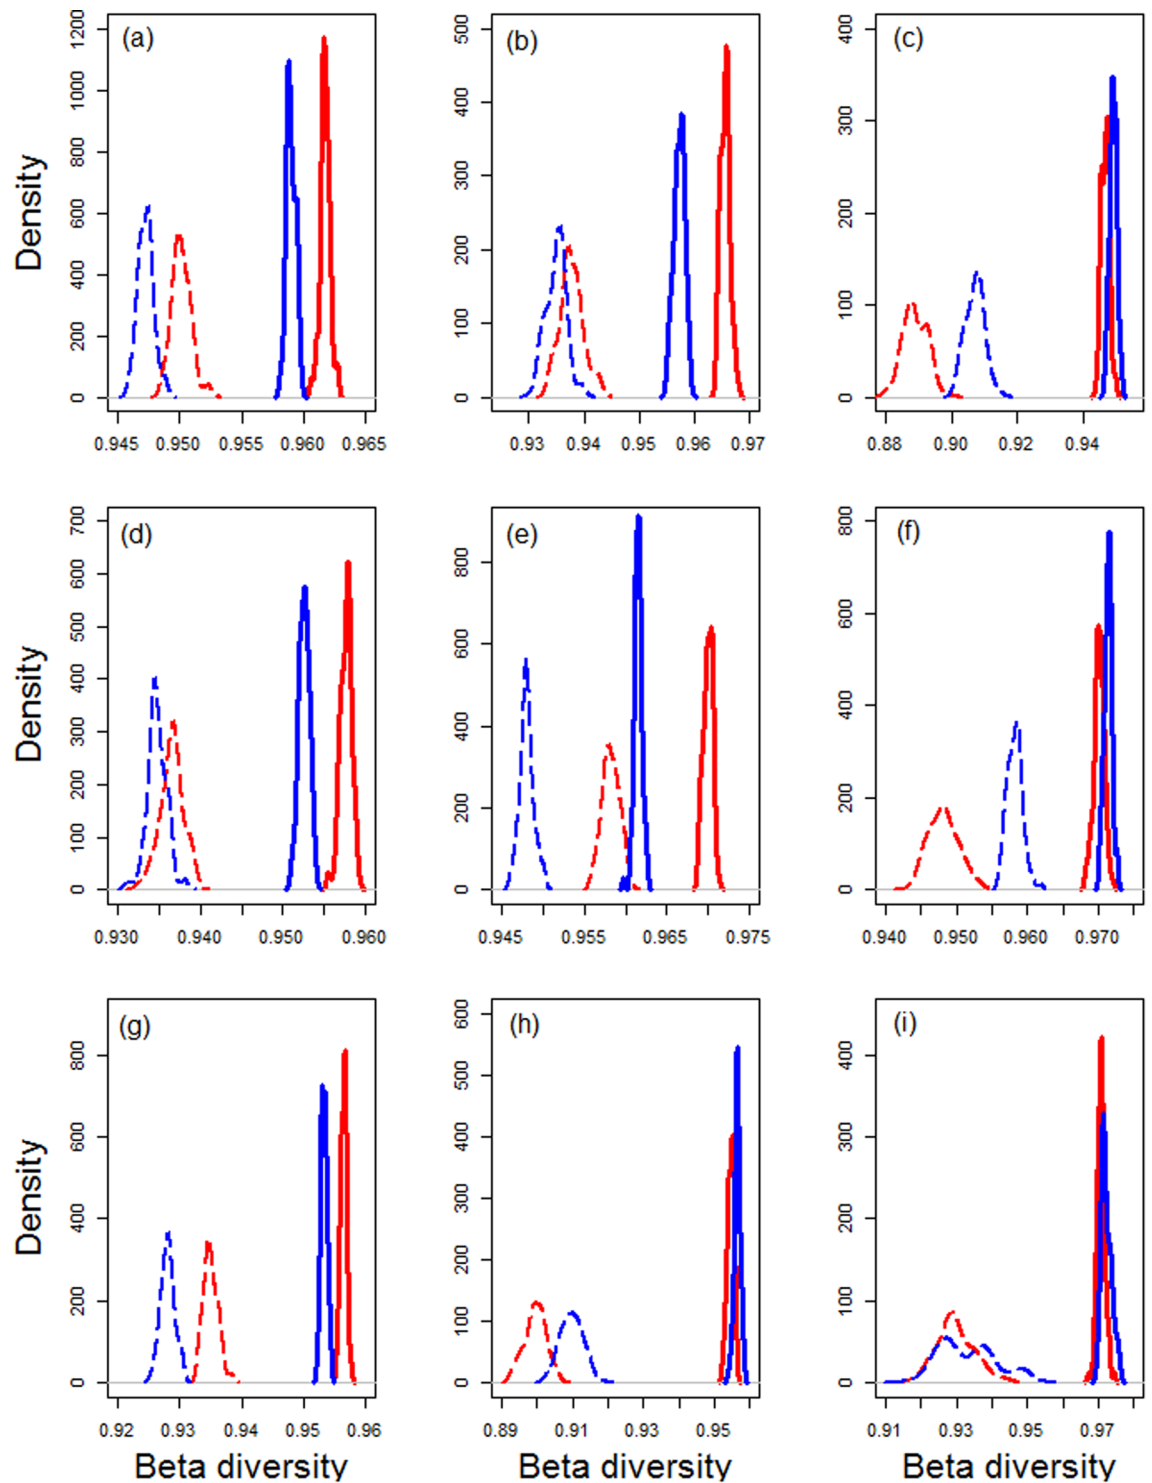 (a) (b) (c)
Density
0 200 400 600 800 1000 1200
0 100 200 300 400 500
0 100 200 300 400
0.945 0.950 0.955 0.960 0.965
0.93 0.94 0.95 0.96 0.97
0.88 0.90 0.92 0.94
(d) (e) (f)
Density
0 100 200 300 400 500 600 700
0 200 400 600 800
0 200 400 600 800
0.930 0.940 0.950 0.960
0.945 0.955 0.965 0.975
0.940 0.950 0.960 0.970
(g) (h) (i)
Density
0 200 400 600 800
0 100 200 300 400 500 600
0 100 200 300 400
0.92 0.93 0.94 0.95 0.96
0.89 0.91 0.93 0.95
0.91 0.93 0.95 0.97
Beta diversity Beta diversity Beta diversity